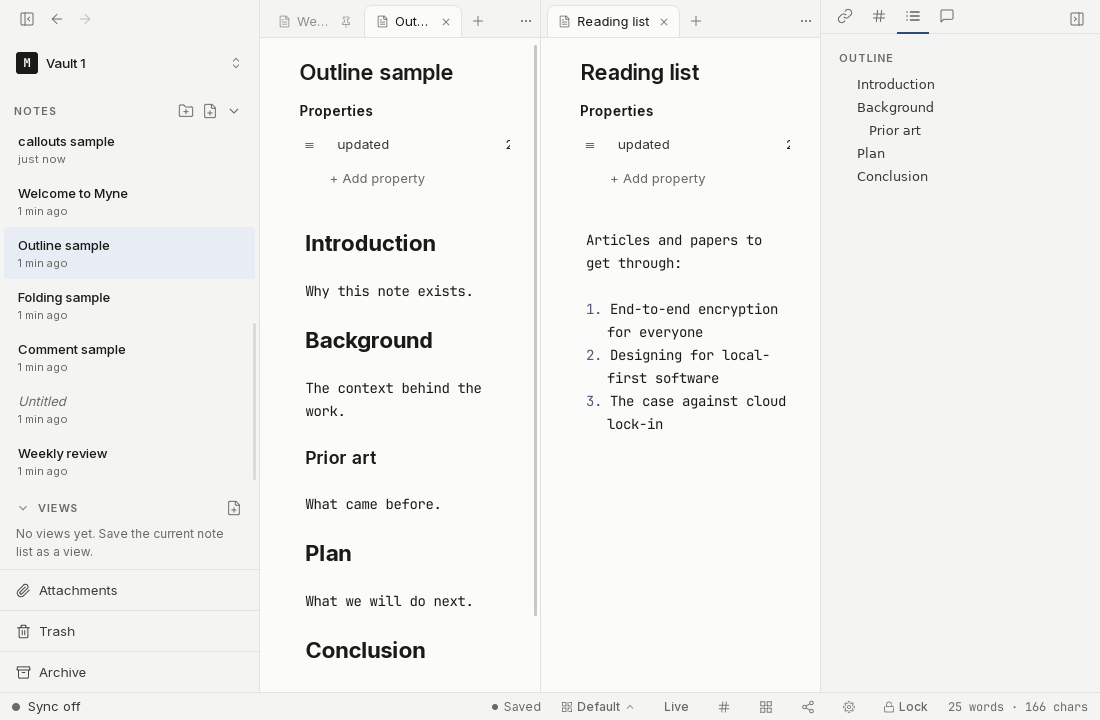 M Vault 1
NOTES
callouts sample
just now
Welcome to Myne
1 min ago
Outline sample
1 min ago
Folding sample
1 min ago
Comment sample
1 min ago
Untitled
1 min ago
Weekly review
1 min ago
VIEWS
No views yet. Save the current note
list as a view.
Attachments
Trash
Archive
We…
Out…
Outline sample
Properties
updated
+ Add property
Introduction
Why this note exists.
Background
The context behind the
work.
Prior art
What came before.
Plan
What we will do next.
Conclusion
Reading list
Reading list
Properties
updated
+ Add property
Articles and papers to
get through:
1. End-to-end encryption
for everyone
2. Designing for local-
first software
3. The case against cloud
lock-in
OUTLINE
Introduction
Background
Prior art
Plan
Conclusion
Sync off
Saved
Default
Live
Lock
25 words · 166 chars